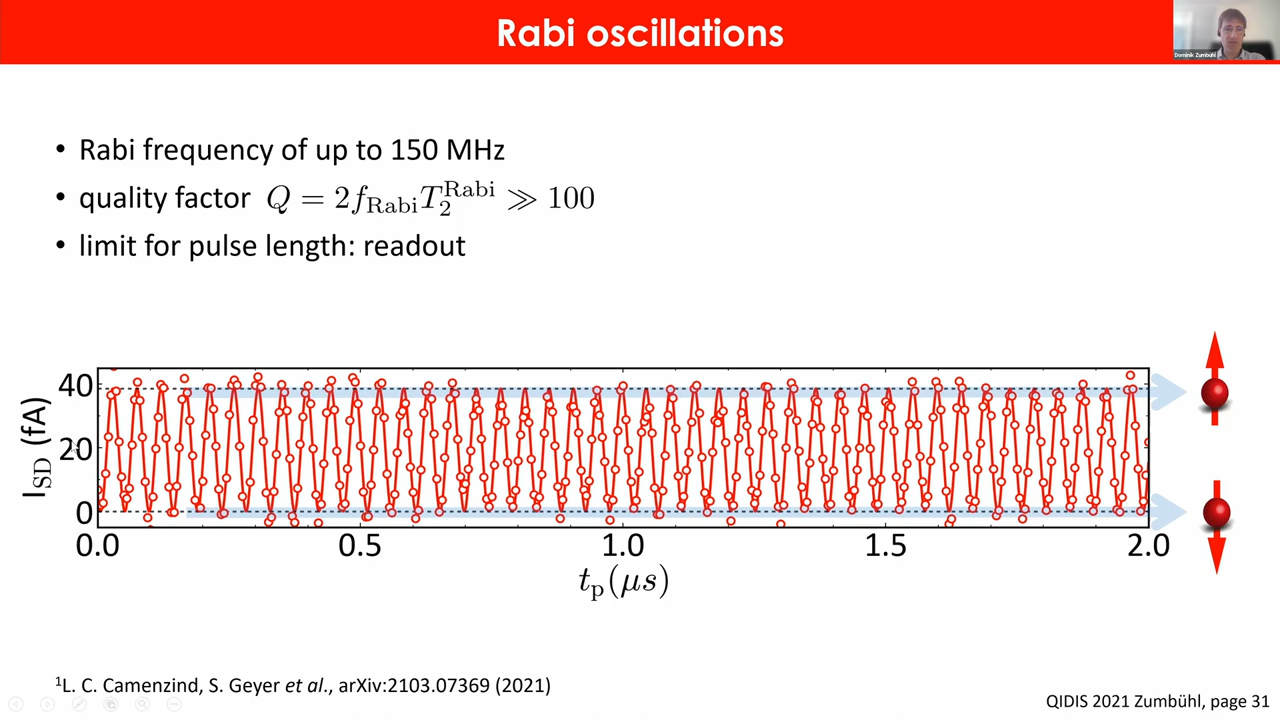 Rabi oscillations
Dominik Zumbühl
• Rabi frequency of up to 150 MHz
• quality factor Q = 2f_Rabi T_2^Rabi ≫ 100
• limit for pulse length: readout
I_SD (fA)
40
20
0
0.0 0.5 1.0 1.5 2.0
t_p(μs)
¹L. C. Camenzind, S. Geyer et al., arXiv:2103.07369 (2021)
QIDIS 2021 Zumbühl, page 31